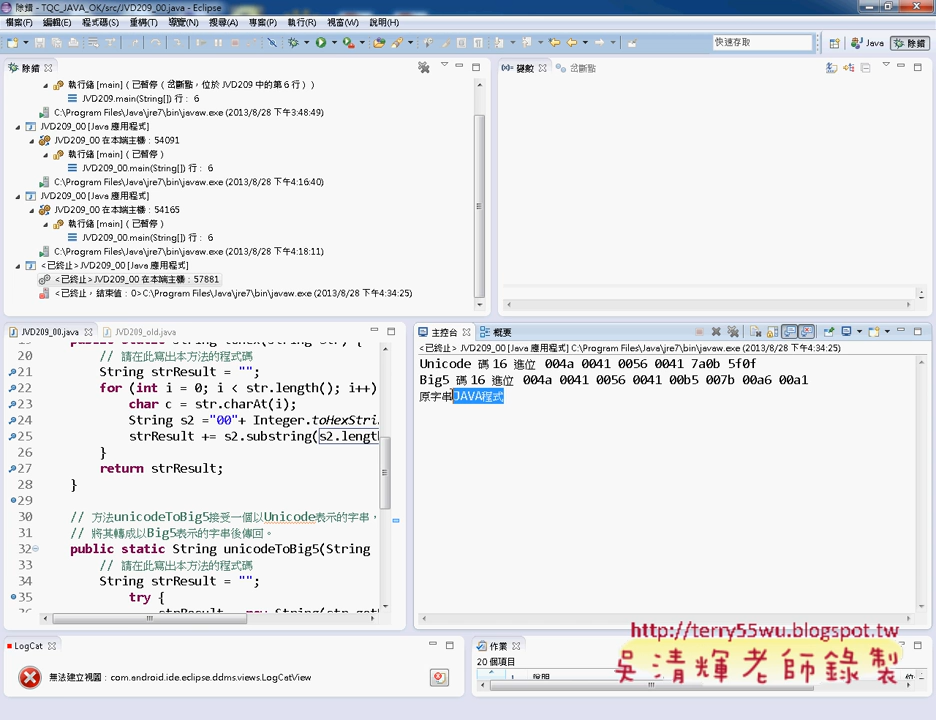 除錯 - TQC_JAVA_OK/src/JVD209_00.java - Eclipse
檔案(F) 編輯(E) 程式碼(S) 重構(T) 導覽(N) 搜尋(A) 專案(P) 執行(R) 視窗(W) 說明(H)
快速存取
Java
除錯
除錯
執行緒 [main] ( 已暫停 ( 岔斷點,位於 JVD209 中的第 6 行 ) )
JVD209.main(String[]) 行: 6
C:\Program Files\Java\jre7\bin\javaw.exe (2013/8/28 下午3:48:49)
JVD209_00 [Java 應用程式]
JVD209_00 在本端主機:54091
執行緒 [main] ( 已暫停 )
JVD209_00.main(String[]) 行: 6
C:\Program Files\Java\jre7\bin\javaw.exe (2013/8/28 下午4:16:40)
JVD209_00 [Java 應用程式]
JVD209_00 在本端主機:54165
執行緒 [main] ( 已暫停 )
JVD209_00.main(String[]) 行: 6
C:\Program Files\Java\jre7\bin\javaw.exe (2013/8/28 下午4:18:11)
<已終止> JVD209_00 [Java 應用程式]
<已終止> JVD209_00 在本端主機:57881
<已終止,結束值:0> C:\Program Files\Java\jre7\bin\javaw.exe (2013/8/28 下午4:34:25)
(x)= 變數
岔斷點
JVD209_00.java
JVD209_old.java
20 // 請在此寫出本方法的程式碼
21 String strResult = "";
22 for (int i = 0; i < str.length(); i++)
23 char c = str.charAt(i);
24 String s2 ="00"+ Integer.toHexStri
25 strResult += s2.substring(s2.lengt
26 }
27 return strResult;
28 }
29
30 // 方法unicodeToBig5接受一個以Unicode表示的字串,
31 // 將其轉成以Big5表示的字串後傳回。
32 public static String unicodeToBig5(String
33 // 請在此寫出本方法的程式碼
34 String strResult = "";
35 try {
主控台
概要
<已終止> JVD209_00 [Java 應用程式] C:\Program Files\Java\jre7\bin\javaw.exe (2013/8/28 下午4:34:25)
Unicode 碼 16 進位 004a 0041 0056 0041 7a0b 5f0f
Big5 碼 16 進位 004a 0041 0056 0041 00b5 007b 00a6 00a1
原字串JAVA程式
LogCat
無法建立視圖:com.android.ide.eclipse.ddms.views.LogCatView
作業
20 個項目
說明
http://terry55wu.blogspot.tw
吳清輝老師錄製